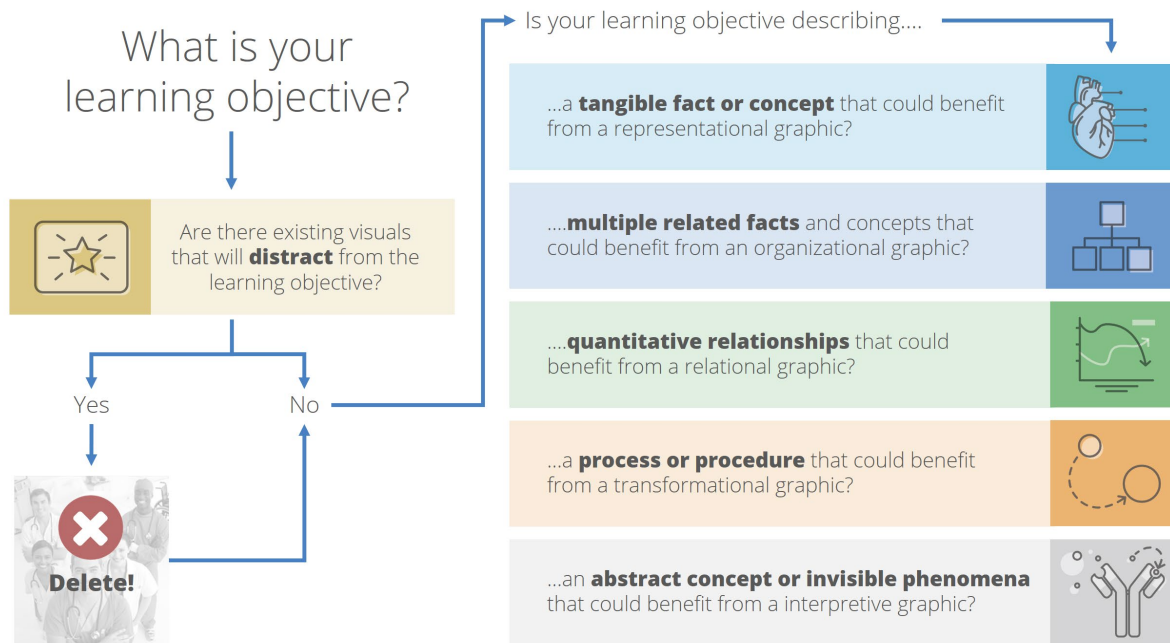 What is your
learning objective?
Are there existing visuals
that will distract from the
learning objective?
Yes
No
Delete!
Is your learning objective describing....
...a tangible fact or concept that could benefit
from a representational graphic?
....multiple related facts and concepts that
could benefit from an organizational graphic?
....quantitative relationships that could
benefit from a relational graphic?
...a process or procedure that could benefit
from a transformational graphic?
...an abstract concept or invisible phenomena
that could benefit from a interpretive graphic?